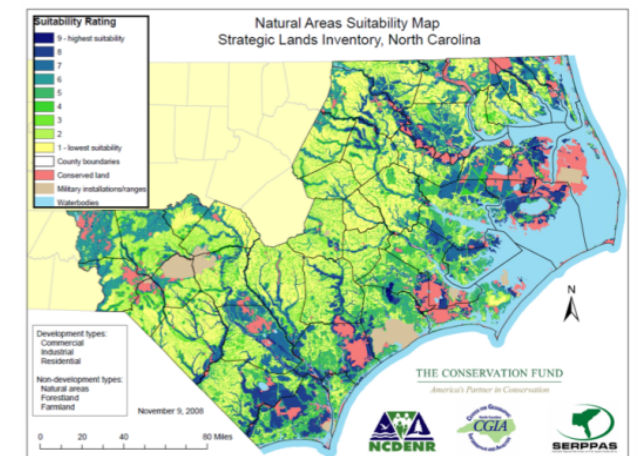 Natural Areas Suitability Map
Strategic Lands Inventory, North Carolina
Suitability Rating
9 - highest suitability
8
7
6
5
4
3
2
1 - lowest suitability
County boundaries
Conserved land
Military installations/ranges
Waterbodies
N
Development types:
Commercial
Industrial
Residential
Non-development types:
Natural areas
Forestland
Farmland
November 9, 2008
0 20 40 80 Miles
THE CONSERVATION FUND
America's Partner in Conservation
NCDENR
CGIA
SERPPAS